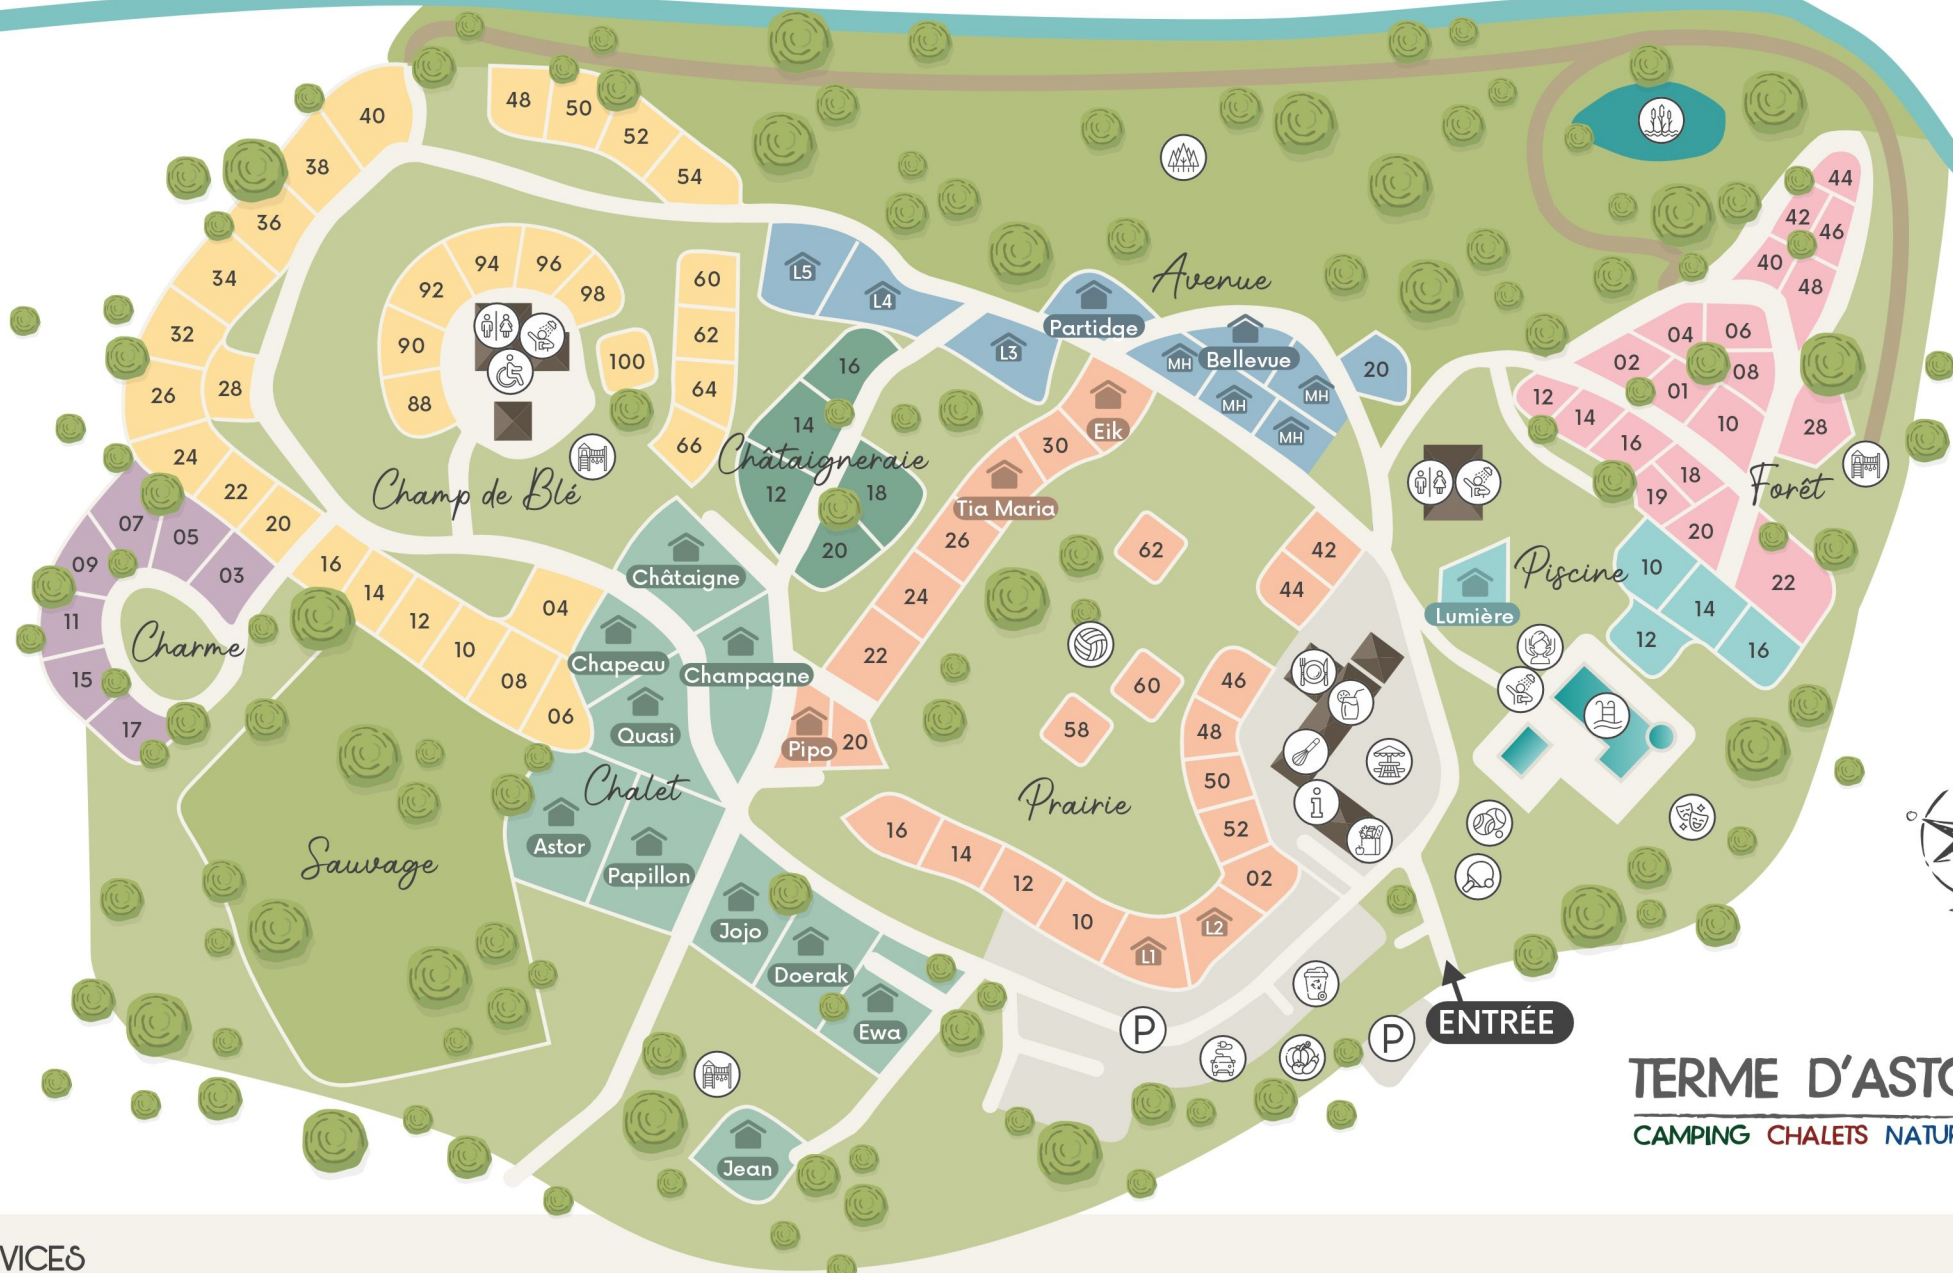 40
38
36
34
32
26
28
24
22
20
16
14
12
10
08
06
04
48
50
52
54
94
96
92
98
90
88
100
60
62
64
66
Champ de Blé
07
05
03
09
11
15
17
Charme
Sauvage
L5
L4
L3
Partidge
Avenue
MH
Bellevue
MH
MH
MH
20
16
14
12
18
20
Châtaigneraie
Châtaigne
Chapeau
Champagne
Quasi
Chalet
Astor
Papillon
Jojo
Doerak
Ewa
Jean
Eik
30
Tia Maria
26
24
22
Pipo
20
62
42
44
60
58
46
48
50
52
02
Prairie
16
14
12
10
L1
L2
44
42
46
40
48
04
06
02
01
08
10
12
14
16
18
19
20
28
22
Forêt
Piscine
Lumière
10
14
12
16
i
P
P
ENTRÉE
TERME D'ASTO
CAMPING CHALETS NATUR
VICES